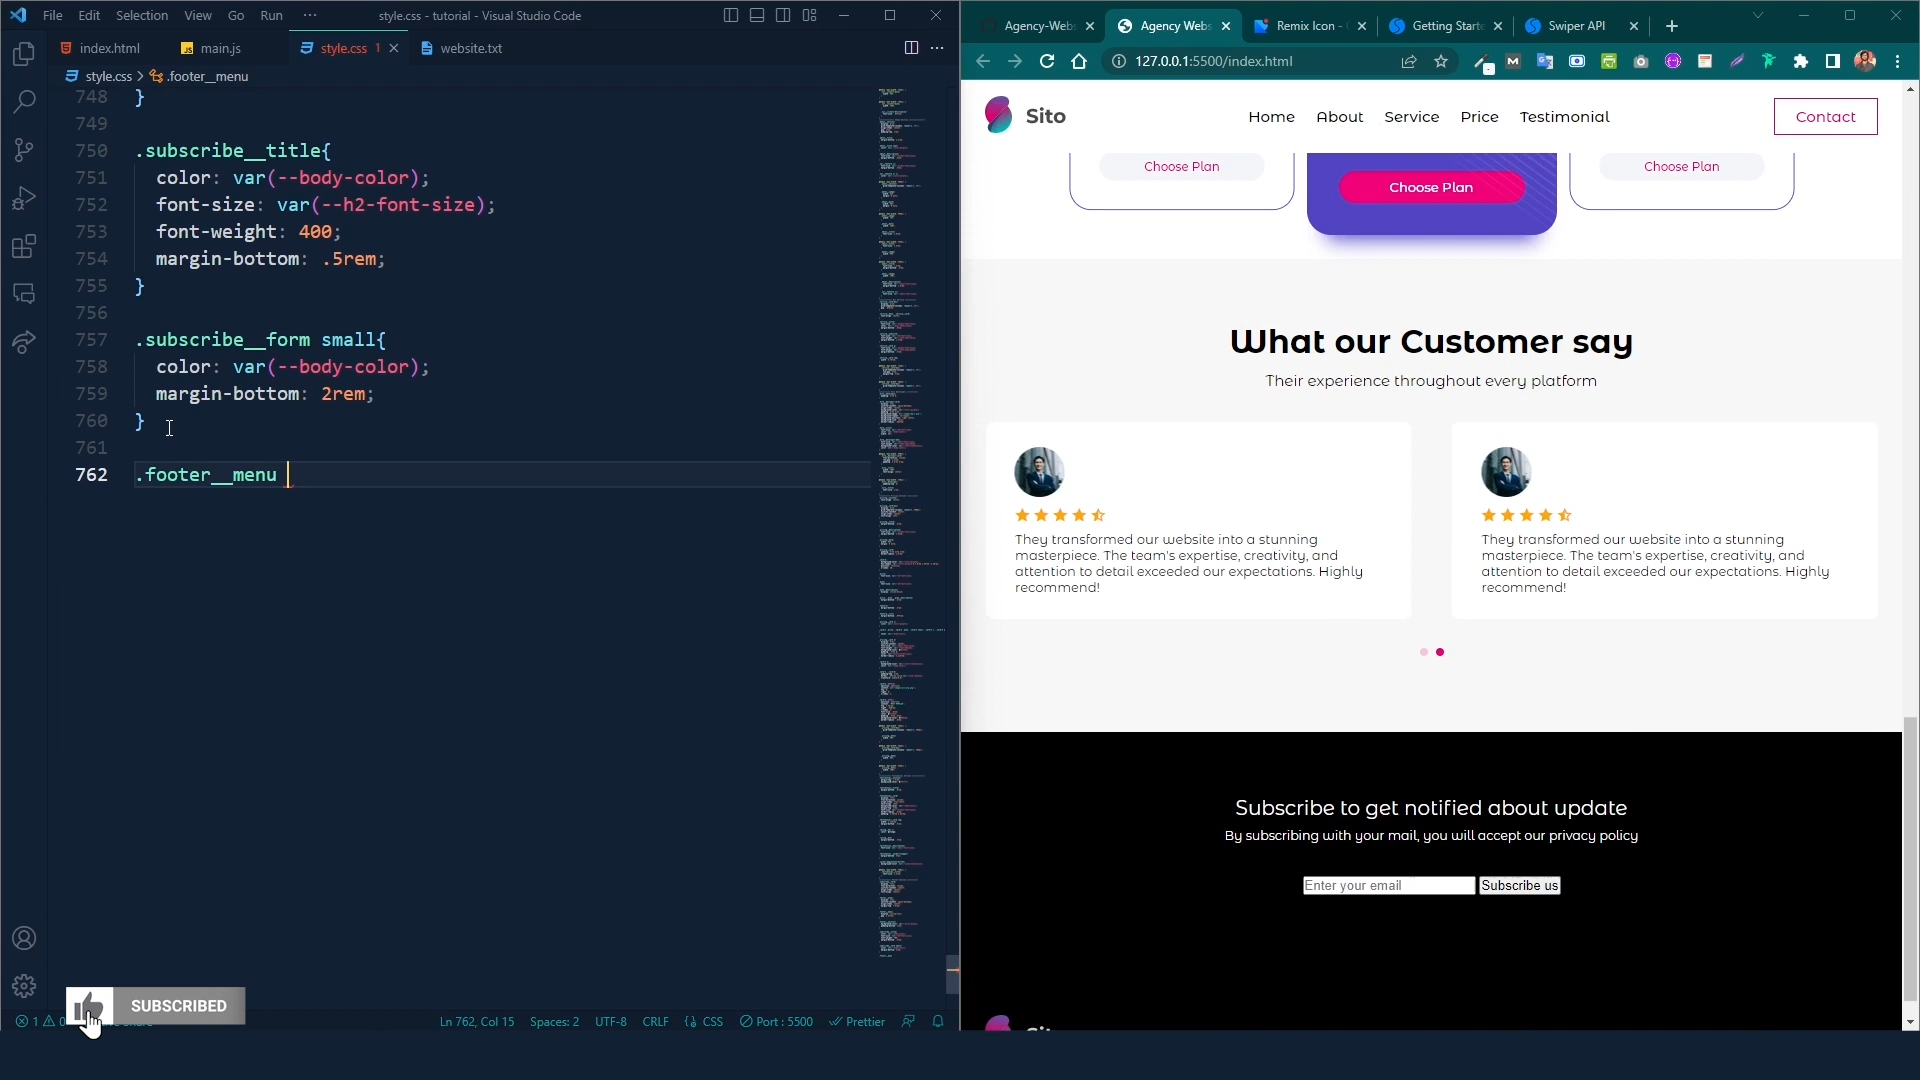 File Edit Selection View Go Run ··· style.css - tutorial - Visual Studio Code
index.html main.js style.css 1 website.txt
style.css > .footer__menu
748 }
749
750 .subscribe__title{
751 color: var(--body-color);
752 font-size: var(--h2-font-size);
753 font-weight: 400;
754 margin-bottom: .5rem;
755 }
756
757 .subscribe__form small{
758 color: var(--body-color);
759 margin-bottom: 2rem;
760 }
761
762 .footer__menu
SUBSCRIBED
1 0 Ln 762, Col 15 Spaces: 2 UTF-8 CRLF CSS Port : 5500 Prettier
Agency-Webs Agency Webs Remix Icon - Getting Starte Swiper API
127.0.0.1:5500/index.html
Sito Home About Service Price Testimonial Contact
Choose Plan Choose Plan Choose Plan
What our Customer say
Their experience throughout every platform
They transformed our website into a stunning
masterpiece. The team's expertise, creativity, and
attention to detail exceeded our expectations. Highly
recommend!
They transformed our website into a stunning
masterpiece. The team's expertise, creativity, and
attention to detail exceeded our expectations. Highly
recommend!
Subscribe to get notified about update
By subscribing with your mail, you will accept our privacy policy
Enter your email Subscribe us